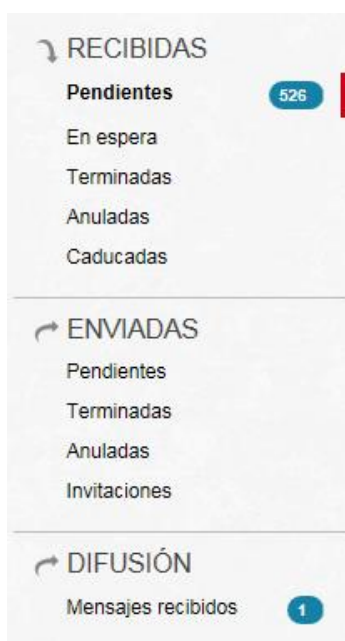 RECIBIDAS
Pendientes 526
En espera
Terminadas
Anuladas
Caducadas
ENVIADAS
Pendientes
Terminadas
Anuladas
Invitaciones
DIFUSIÓN
Mensajes recibidos 1